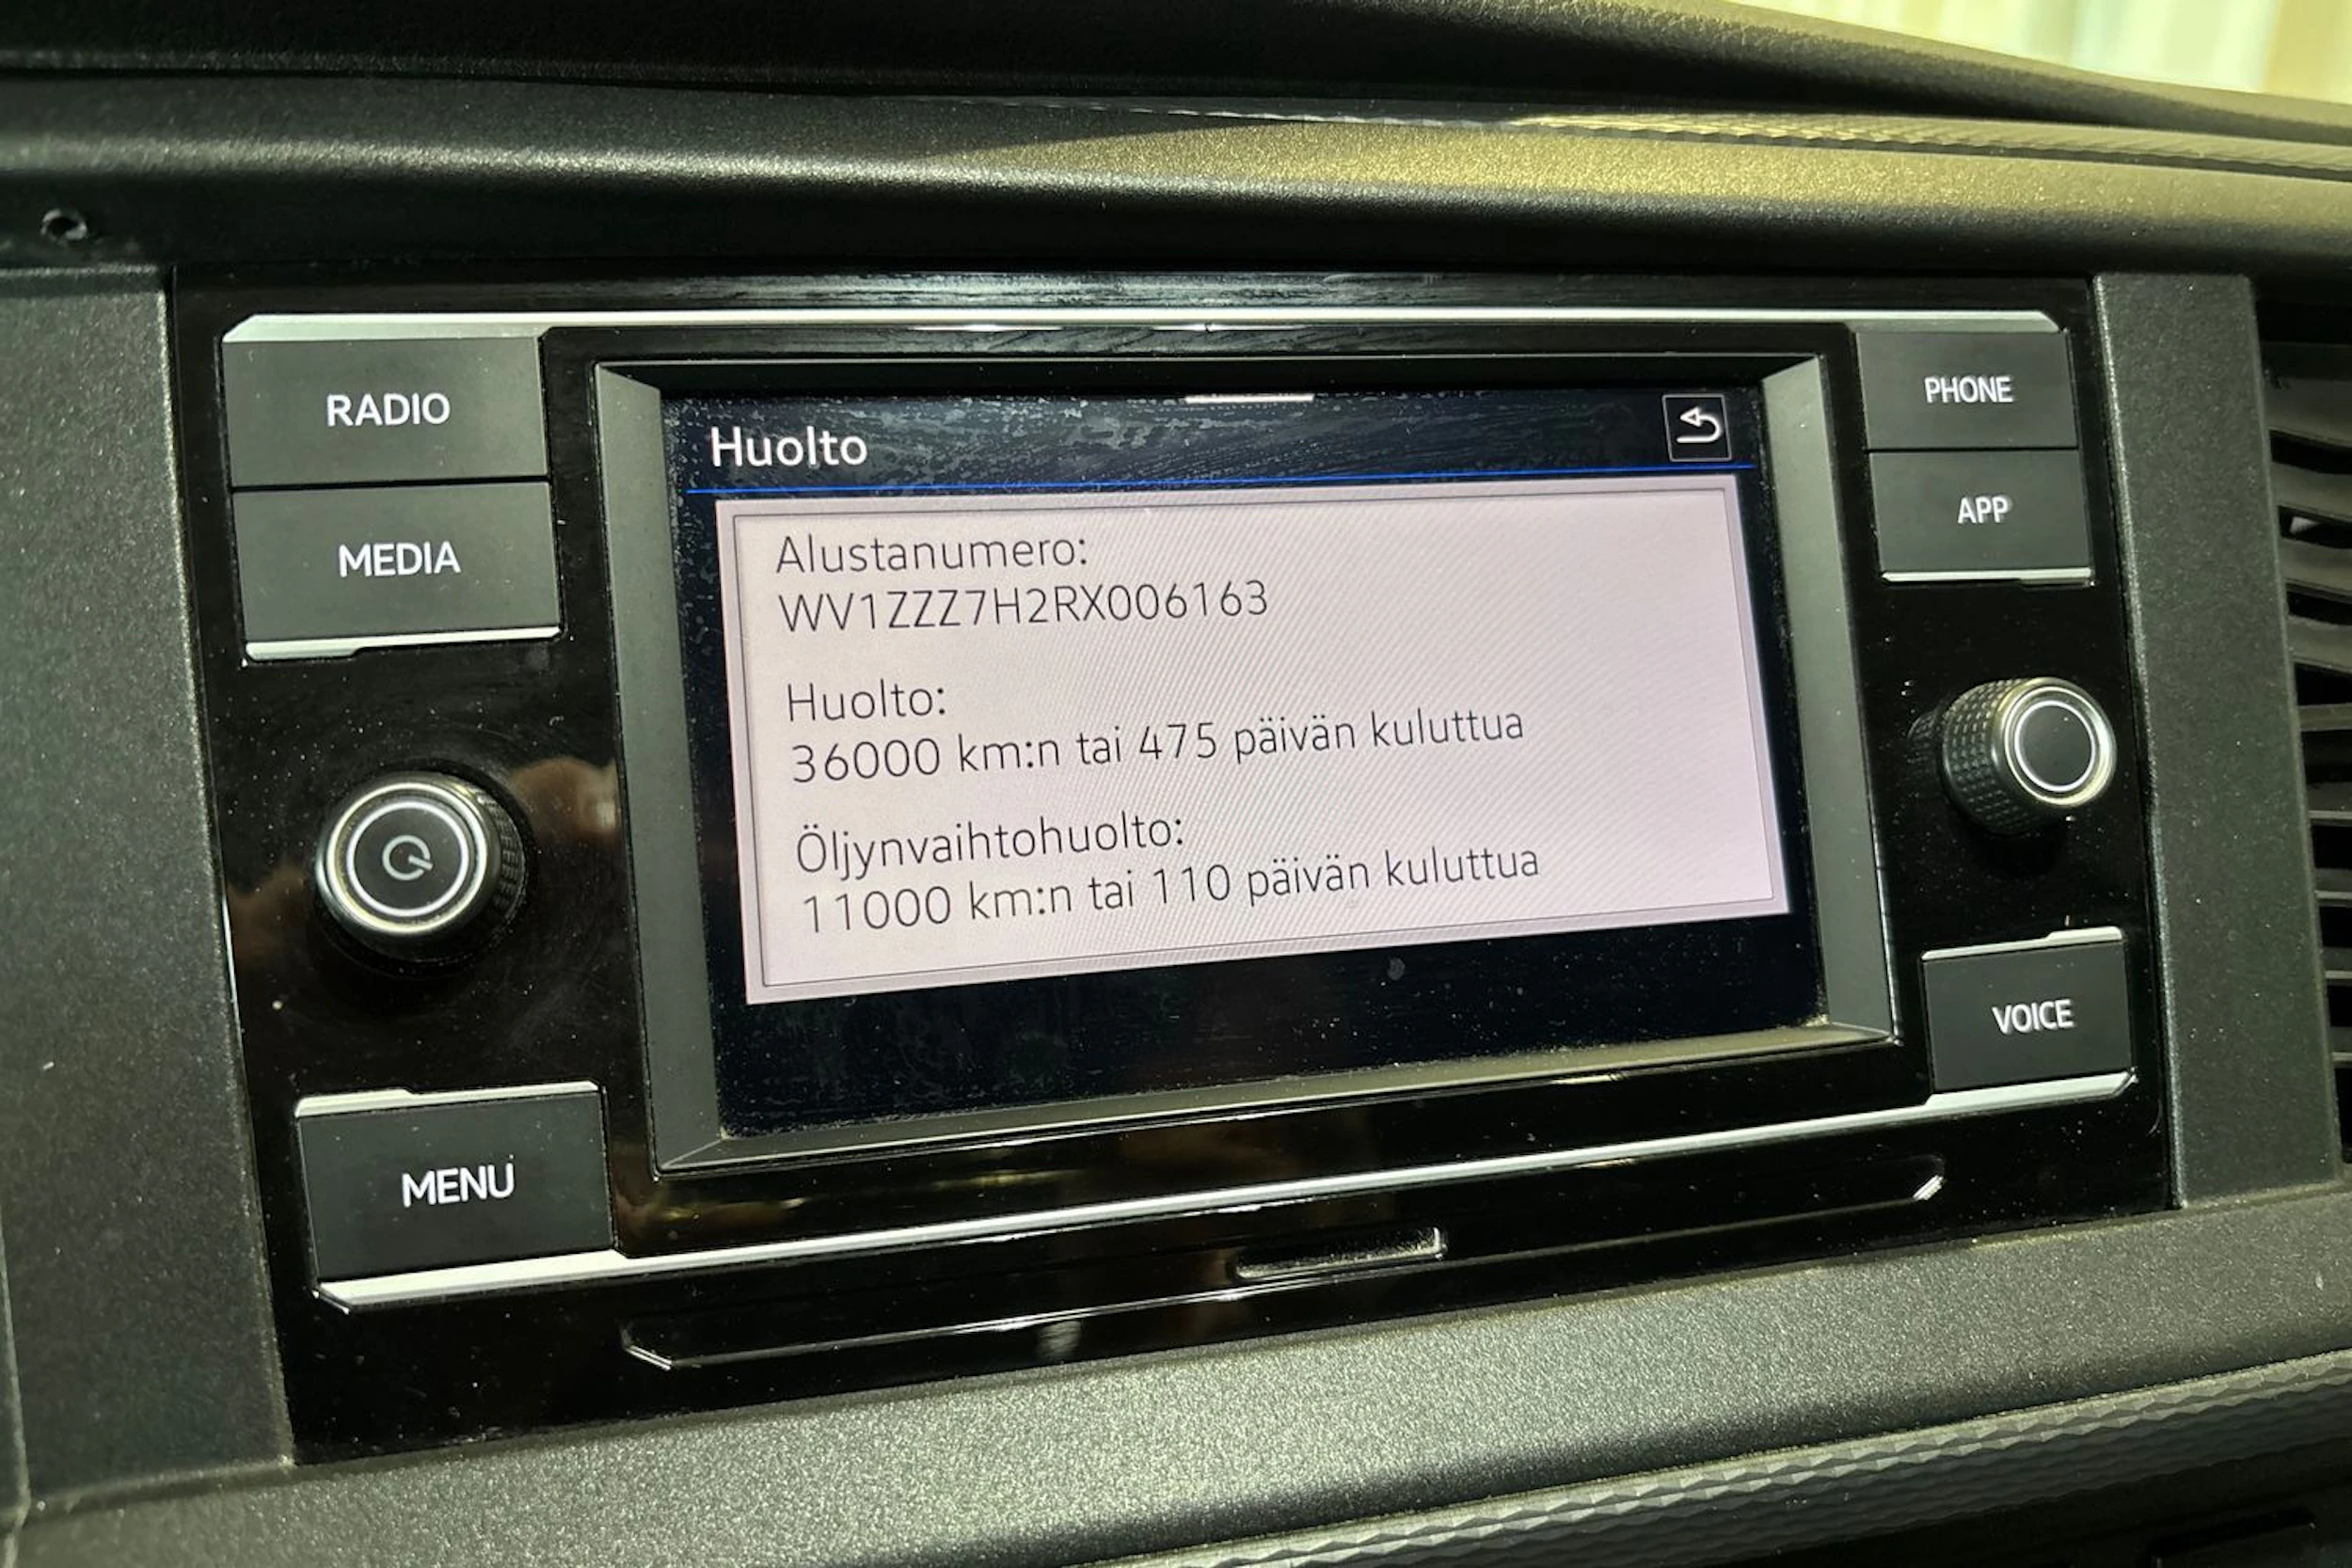 RADIO
MEDIA
MENU
Huolto
Alustanumero:
WV1ZZZ7H2RX006163
Huolto:
36000 km:n tai 475 päivän kuluttua
Öljynvaihtohuolto:
11000 km:n tai 110 päivän kuluttua
PHONE
APP
VOICE